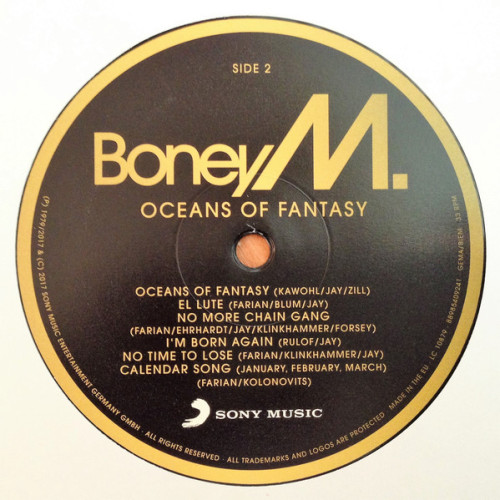 SIDE 2
Boney M.
OCEANS OF FANTASY
OCEANS OF FANTASY (KAWOHL/JAY/ZILL)
EL LUTE (FARIAN/BLUM/JAY)
NO MORE CHAIN GANG
(FARIAN/EHRHARDT/JAY/KLINKHAMMER/FORSEY)
I'M BORN AGAIN (RULOF/JAY)
NO TIME TO LOSE (FARIAN/KLINKHAMMER/JAY)
CALENDAR SONG (JANUARY, FEBRUARY, MARCH)
(FARIAN/KOLONOVITS)
SONY MUSIC
(P) 1979/2017 & (C) 2017 SONY MUSIC ENTERTAINMENT GERMANY GMBH · ALL RIGHTS RESERVED · ALL TRADEMARKS AND LOGOS ARE PROTECTED · MADE IN THE EU · LC 10879 · 88985409241 · GEMA/BIEM · 33 RPM